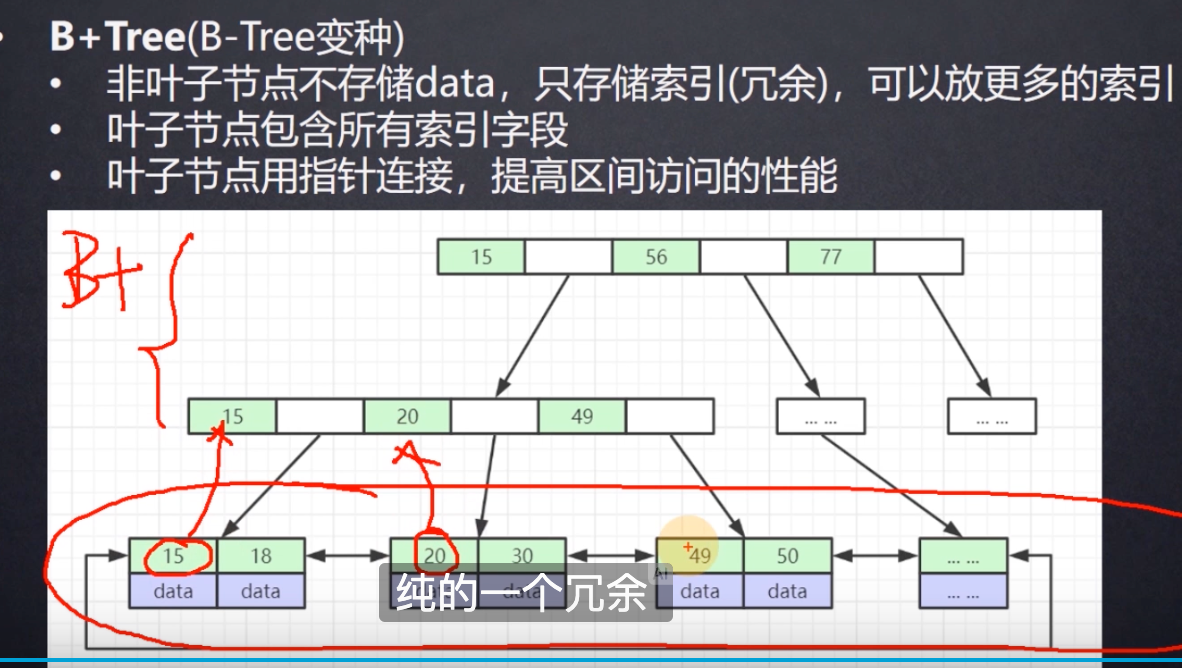 B+Tree(B-Tree变种)
• 非叶子节点不存储data，只存储索引(冗余)，可以放更多的索引
• 叶子节点包含所有索引字段
• 叶子节点用指针连接，提高区间访问的性能
B+
15 56 77
15 20 49 ... ... ... ...
15 18 20 30 49 50 ... ...
data data data data data ... ...
纯的一个冗余
AI